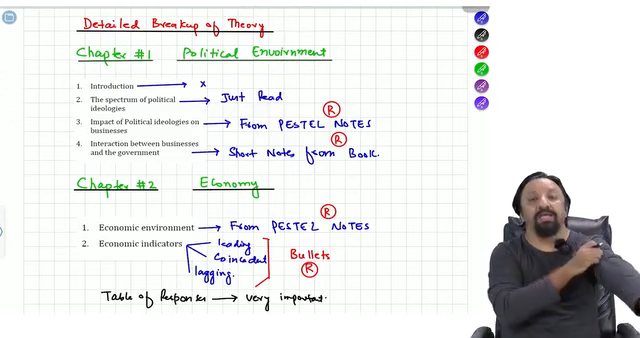 Detailed Breakup of Theory
Chapter #1 Political Enviornment
1. Introduction → x
2. The spectrum of political ideologies → Just Read
3. Impact of Political ideologies on businesses → From PESTEL NOTES R
4. Interaction between businesses and the government → Short Notes from Book. R
Chapter #2 Economy
1. Economic environment → From PESTEL NOTES R
2. Economic indicators
leading
coincedent
lagging.
Bullets
R
Table of Responses → very important.